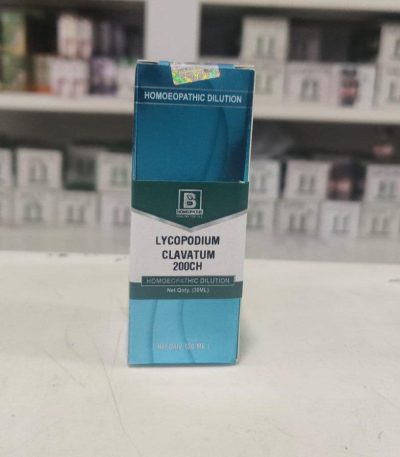 HOMOEOPATHIC DILUTION
B
LYCOPODIUM
CLAVATUM
200CH
HOMOEOPATHIC DILUTION
Net Qnty. (30ML)